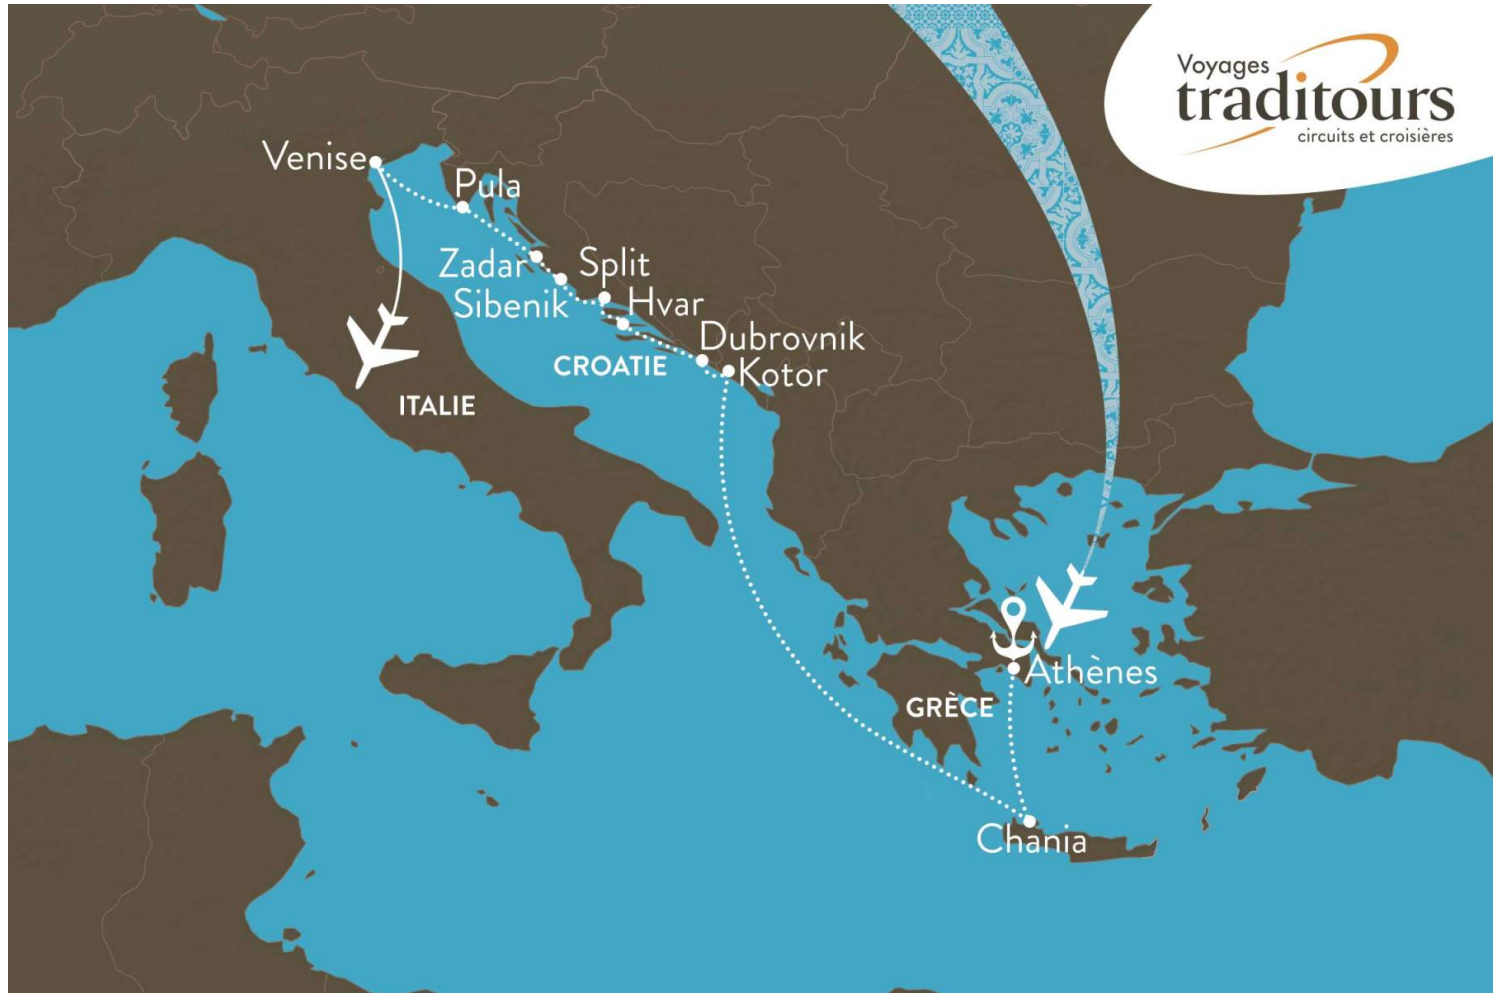 Voyages
traditours
circuits et croisières
Venise
Pula
Zadar
Split
Sibenik
Hvar
Dubrovnik
CROATIE
Kotor
ITALIE
Athènes
GRÈCE
Chania